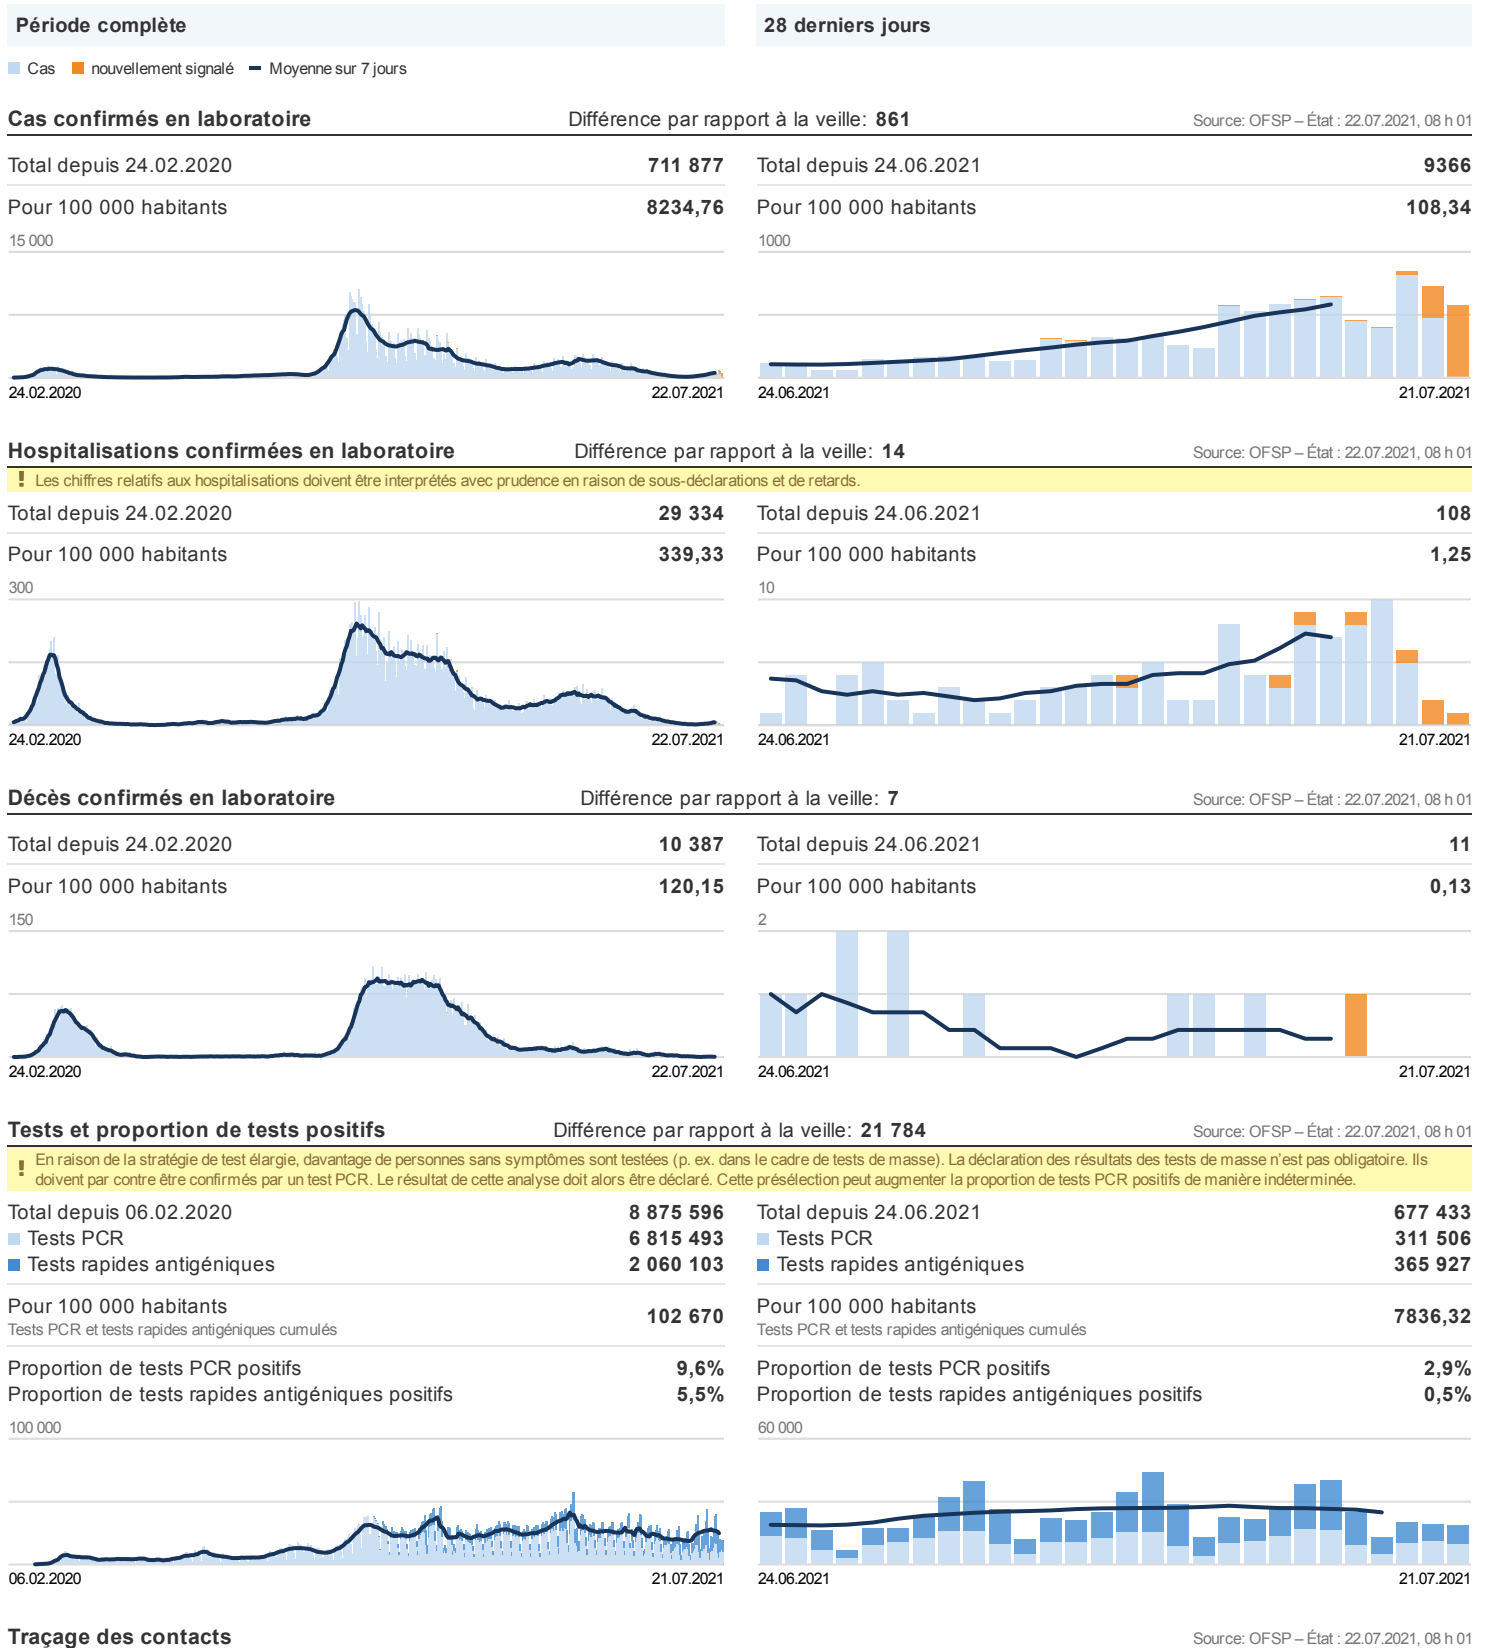 Période complète
28 derniers jours
Cas nouvellement signalé Moyenne sur 7 jours
Cas confirmés en laboratoire Différence par rapport à la veille: 861 Source: OFSP – État : 22.07.2021, 08 h 01
Total depuis 24.02.2020 711 877
Pour 100 000 habitants 8234,76
15 000
24.02.2020 22.07.2021
Total depuis 24.06.2021 9366
Pour 100 000 habitants 108,34
1000
24.06.2021 21.07.2021
Hospitalisations confirmées en laboratoire Différence par rapport à la veille: 14 Source: OFSP – État : 22.07.2021, 08 h 01
! Les chiffres relatifs aux hospitalisations doivent être interprétés avec prudence en raison de sous-déclarations et de retards.
Total depuis 24.02.2020 29 334
Pour 100 000 habitants 339,33
300
24.02.2020 22.07.2021
Total depuis 24.06.2021 108
Pour 100 000 habitants 1,25
10
24.06.2021 21.07.2021
Décès confirmés en laboratoire Différence par rapport à la veille: 7 Source: OFSP – État : 22.07.2021, 08 h 01
Total depuis 24.02.2020 10 387
Pour 100 000 habitants 120,15
150
24.02.2020 22.07.2021
Total depuis 24.06.2021 11
Pour 100 000 habitants 0,13
2
24.06.2021 21.07.2021
Tests et proportion de tests positifs Différence par rapport à la veille: 21 784 Source: OFSP – État : 22.07.2021, 08 h 01
! En raison de la stratégie de test élargie, davantage de personnes sans symptômes sont testées (p. ex. dans le cadre de tests de masse). La déclaration des résultats des tests de masse n’est pas obligatoire. Ils
doivent par contre être confirmés par un test PCR. Le résultat de cette analyse doit alors être déclaré. Cette présélection peut augmenter la proportion de tests PCR positifs de manière indéterminée.
Total depuis 06.02.2020 8 875 596
Tests PCR 6 815 493
Tests rapides antigéniques 2 060 103
Pour 100 000 habitants 102 670
Tests PCR et tests rapides antigéniques cumulés
Proportion de tests PCR positifs 9,6%
Proportion de tests rapides antigéniques positifs 5,5%
100 000
06.02.2020 21.07.2021
Total depuis 24.06.2021 677 433
Tests PCR 311 506
Tests rapides antigéniques 365 927
Pour 100 000 habitants 7836,32
Tests PCR et tests rapides antigéniques cumulés
Proportion de tests PCR positifs 2,9%
Proportion de tests rapides antigéniques positifs 0,5%
60 000
24.06.2021 21.07.2021
Traçage des contacts Source: OFSP – État : 22.07.2021, 08 h 01